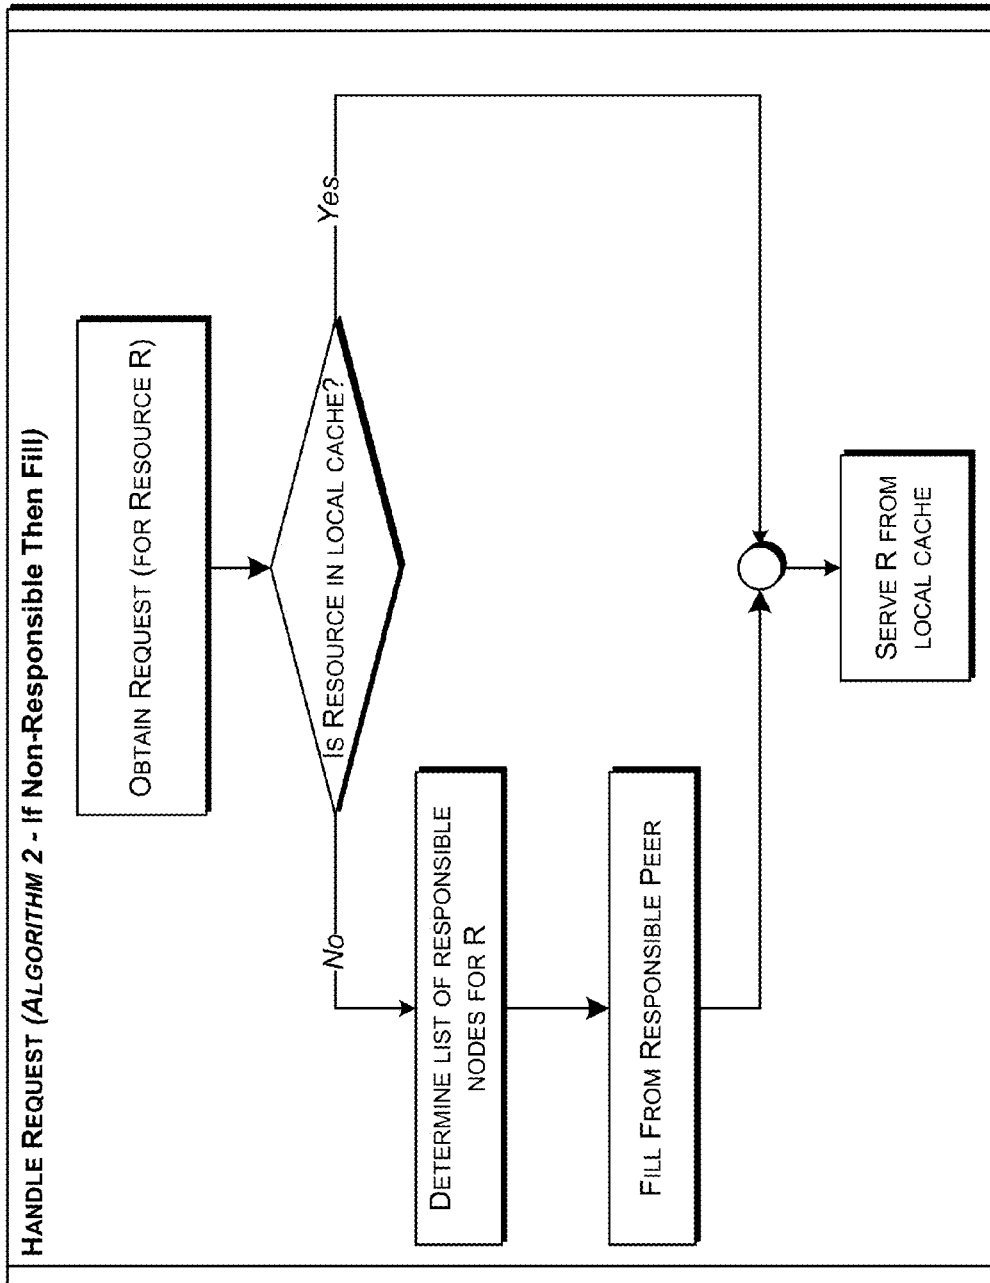 HANDLE REQUEST (ALGORITHM 2 - If Non-Responsible Then Fill)
OBTAIN REQUEST (FOR RESOURCE R)
IS RESOURCE IN LOCAL CACHE?
No
Yes
DETERMINE LIST OF RESPONSIBLE
NODES FOR R
FILL FROM RESPONSIBLE PEER
SERVE R FROM
LOCAL CACHE